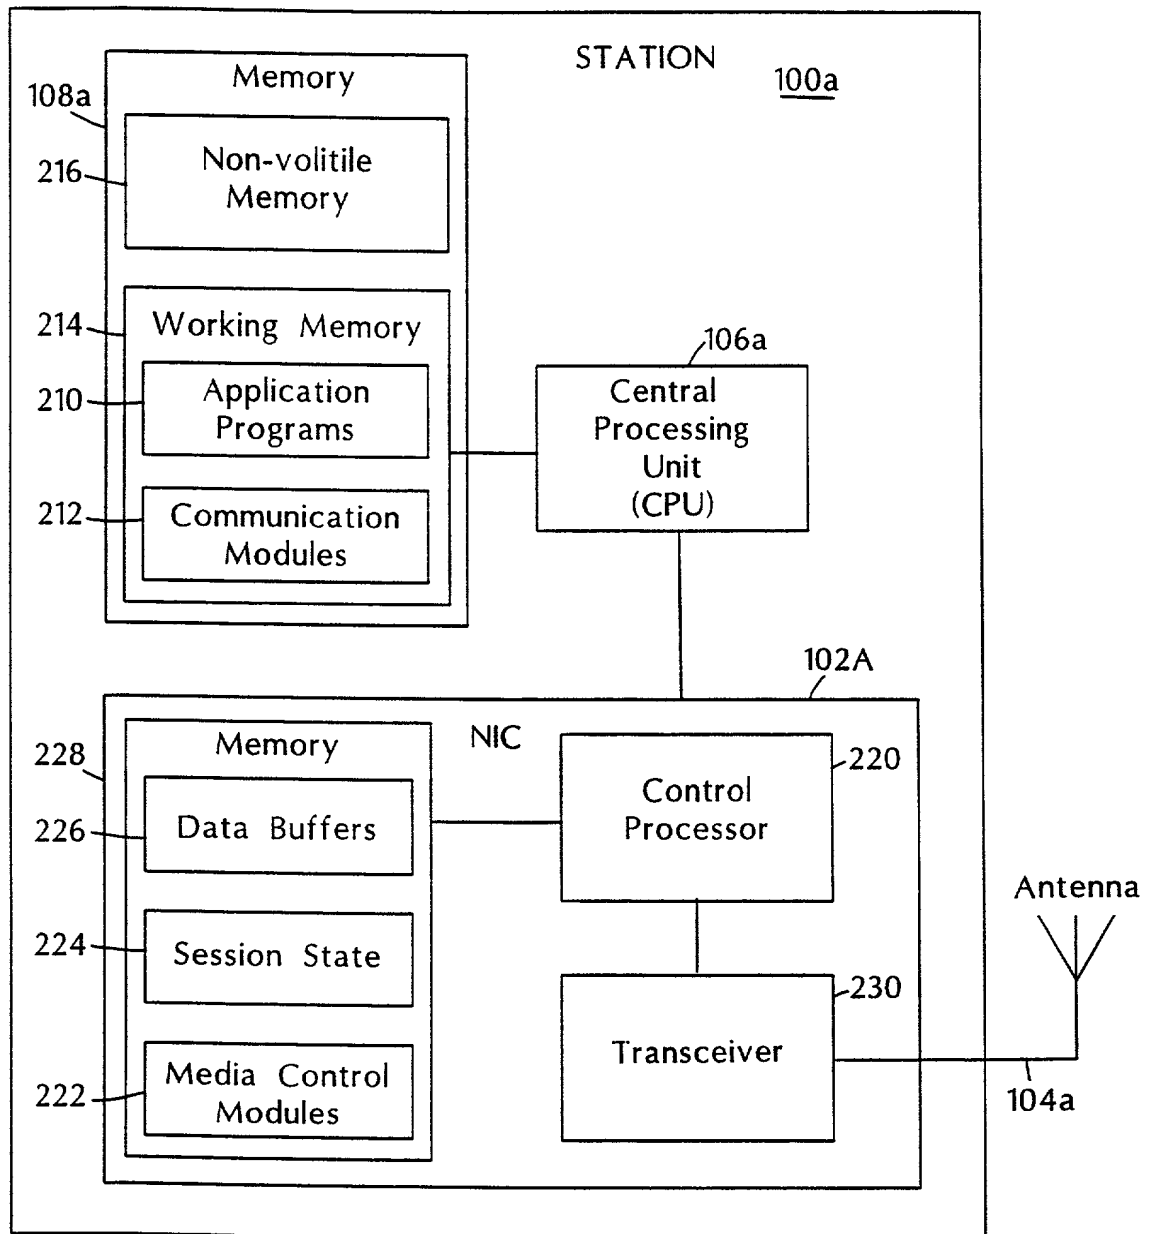 STATION
100a
Memory
108a
216
Non-volitile
Memory
214
Working Memory
210
Application
Programs
212
Communication
Modules
106a
Central
Processing
Unit
(CPU)
102A
NIC
228
Memory
226
Data Buffers
224
Session State
222
Media Control
Modules
220
Control
Processor
230
Transceiver
Antenna
104a